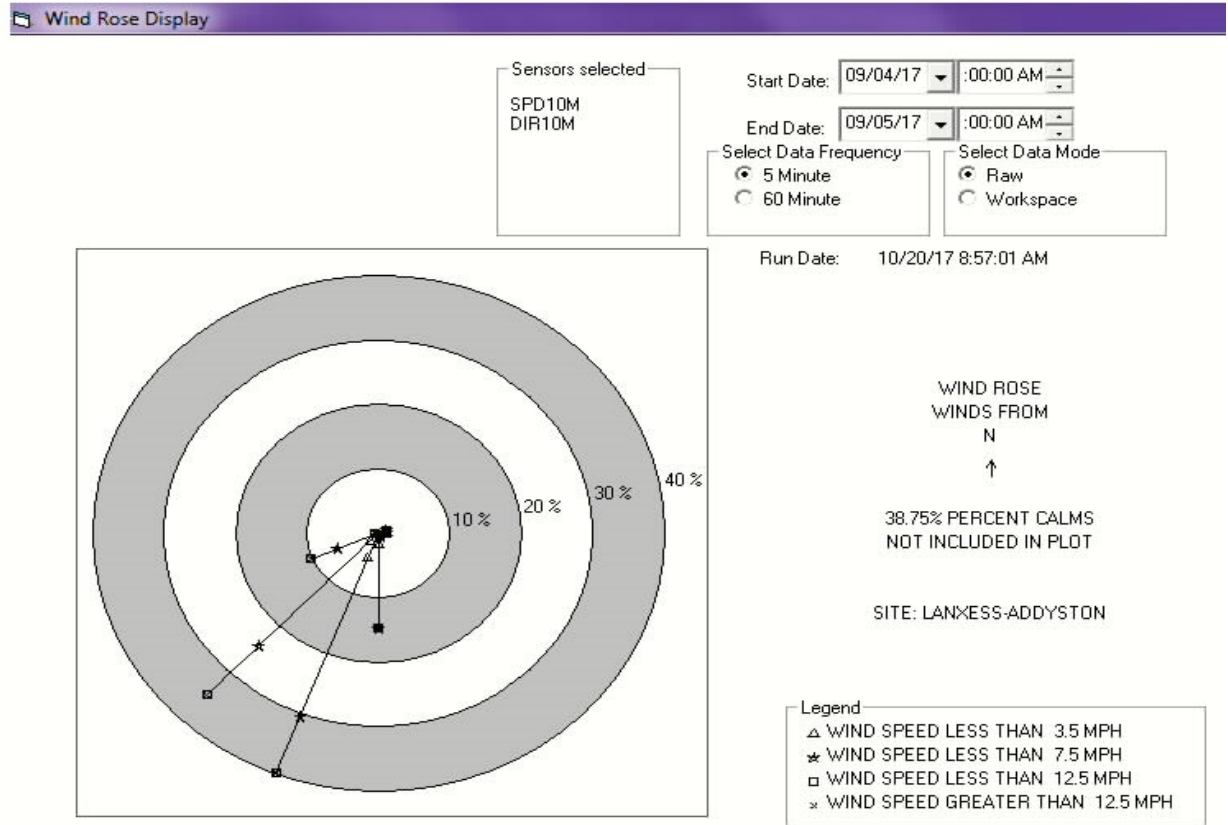 Wind Rose Display
Sensors selected
SPD10M
DIR10M
Start Date: 09/04/17 :00:00 AM
End Date: 09/05/17 :00:00 AM
Select Data Frequency
5 Minute
60 Minute
Select Data Mode
Raw
Workspace
Run Date: 10/20/17 8:57:01 AM
10 %
20 %
30 %
40 %
WIND ROSE
WINDS FROM
N
38.75% PERCENT CALMS
NOT INCLUDED IN PLOT
SITE: LANXESS-ADDYSTON
Legend
WIND SPEED LESS THAN 3.5 MPH
WIND SPEED LESS THAN 7.5 MPH
WIND SPEED LESS THAN 12.5 MPH
WIND SPEED GREATER THAN 12.5 MPH